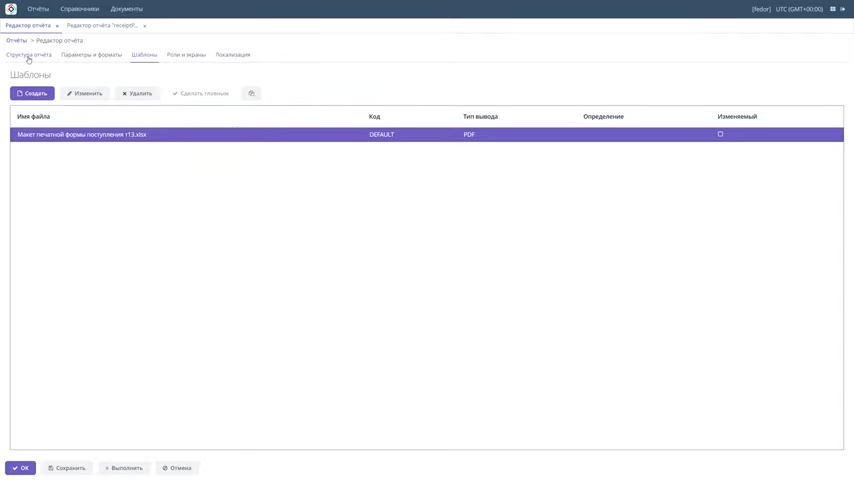 Отчёты Справочники Документы [fedor] UTC (GMT+00:00)
Редактор отчёта × Редактор отчёта "receiptP... ×
Отчёты > Редактор отчёта
Структура отчёта Параметры и форматы Шаблоны Роли и экраны Локализация
Шаблоны
Создать Изменить Удалить Сделать главным
Имя файла Код Тип вывода Определение Изменяемый
Макет печатной формы поступления т13.xlsx DEFAULT PDF
OK Сохранить Выполнить Отмена